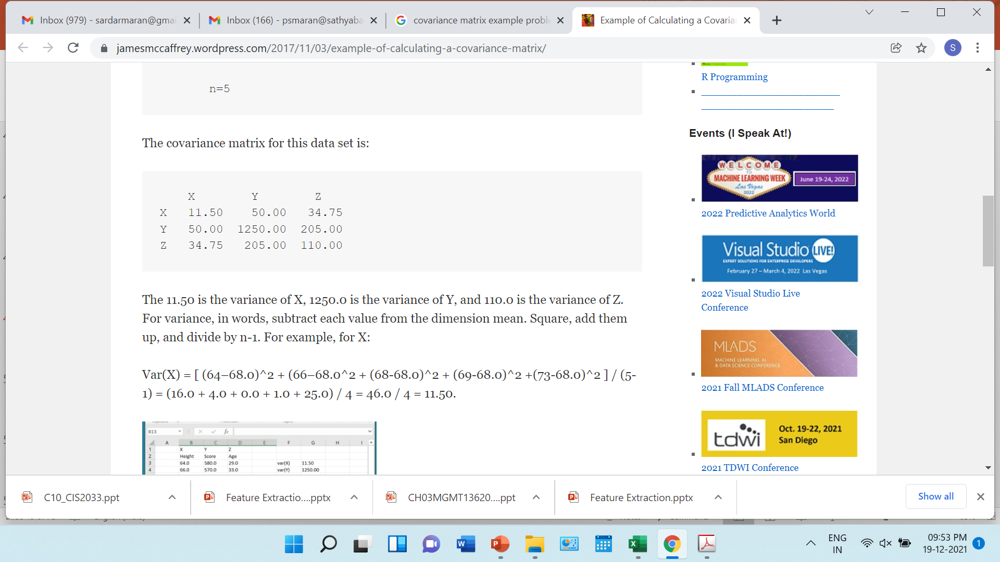 Inbox (979) - sardarmaran@gmai
Inbox (166) - psmaran@sathyaba
covariance matrix example proble
Example of Calculating a Covaria
jamesmccaffrey.wordpress.com/2017/11/03/example-of-calculating-a-covariance-matrix/
S
n=5
The covariance matrix for this data set is:
X Y Z
X 11.50 50.00 34.75
Y 50.00 1250.00 205.00
Z 34.75 205.00 110.00
The 11.50 is the variance of X, 1250.0 is the variance of Y, and 110.0 is the variance of Z.
For variance, in words, subtract each value from the dimension mean. Square, add them
up, and divide by n-1. For example, for X:
Var(X) = [ (64–68.0)^2 + (66–68.0^2 + (68-68.0)^2 + (69-68.0)^2 +(73-68.0)^2 ] / (5-
1) = (16.0 + 4.0 + 0.0 + 1.0 + 25.0) / 4 = 46.0 / 4 = 11.50.
B13 fx
A B C D E F G H I
1 X Y Z
2 Height Score Age
3 64.0 580.0 29.0 var(X) 11.50
4 66.0 570.0 33.0 var(Y) 1250.00
R Programming
Events (I Speak At!)
WELCOME
TO
MACHINE LEARNING WEEK
Las Vegas
2022
June 19-24, 2022
2022 Predictive Analytics World
Visual Studio LIVE!
EXPERT SOLUTIONS FOR ENTERPRISE DEVELOPERS
February 27 – March 4, 2022 Las Vegas
2022 Visual Studio Live
Conference
MLADS
MACHINE LEARNING, AI,
& DATA SCIENCE CONFERENCE
2021 Fall MLADS Conference
tdwi
Oct. 19-22, 2021
San Diego
2021 TDWI Conference
C10_CIS2033.ppt
Feature Extractio....pptx
CH03MGMT13620....ppt
Feature Extraction.pptx
Show all
ENG
IN
09:53 PM
19-12-2021
1